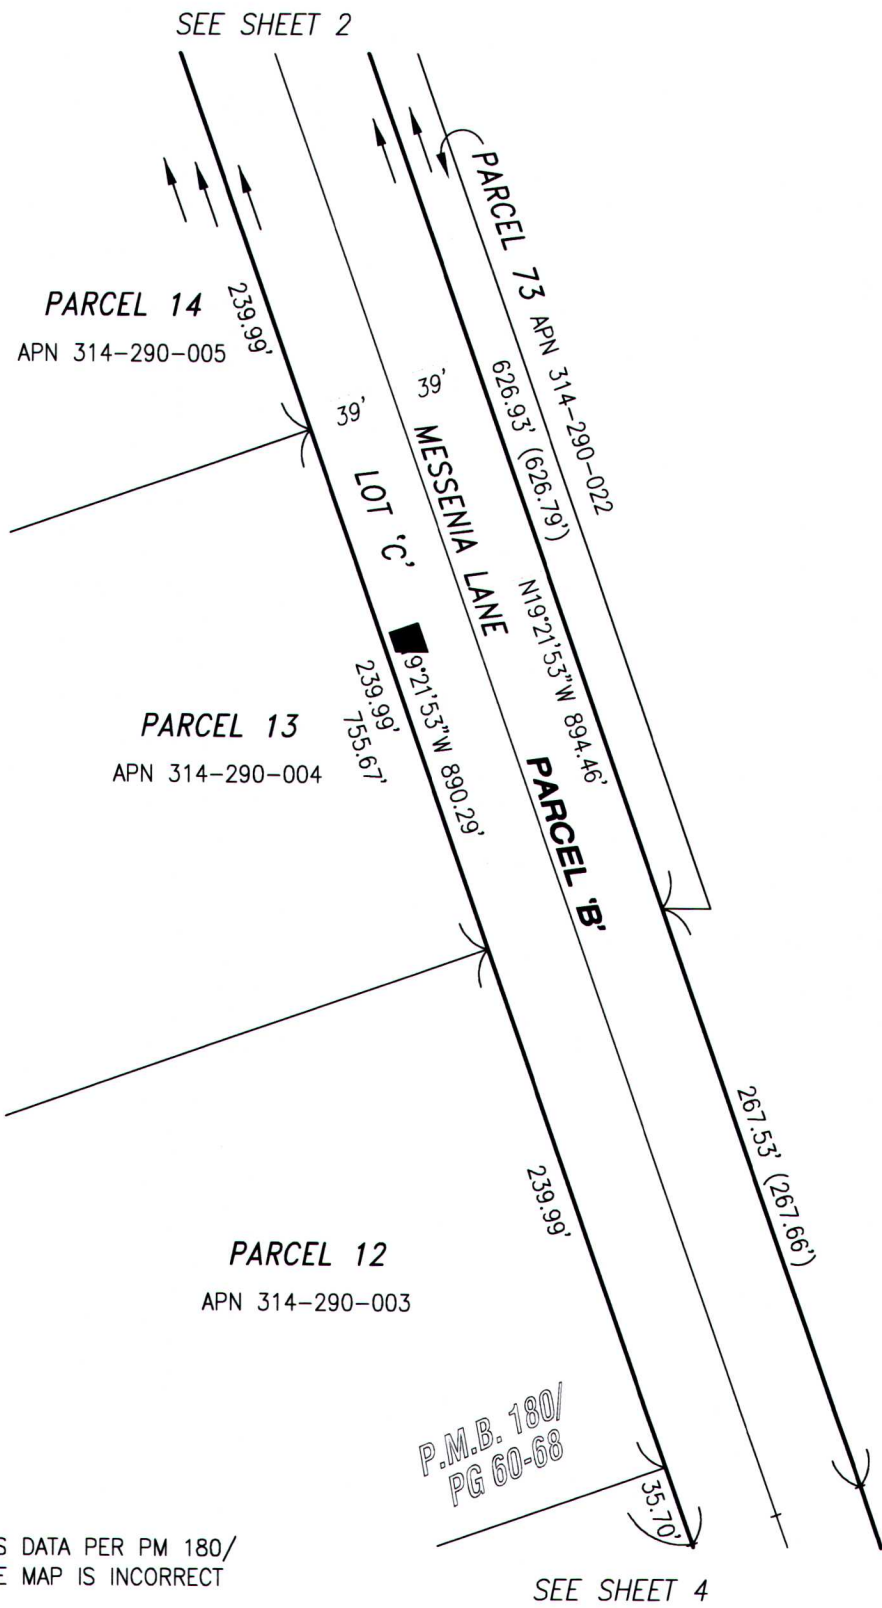 SEE SHEET 2
PARCEL 73 APN 314-290-022
PARCEL 14
APN 314-290-005
239.99'
39'
39'
626.93' (626.79')
LOT 'C'
MESSENIA LANE
N19°21'53"W 894.46'
9°21'53"W 890.29'
239.99'
755.67'
PARCEL 13
APN 314-290-004
PARCEL 'B'
267.53' (267.66')
239.99'
PARCEL 12
APN 314-290-003
P.M.B. 180/
PG 60-68
35.70'
S DATA PER PM 180/
E MAP IS INCORRECT
SEE SHEET 4